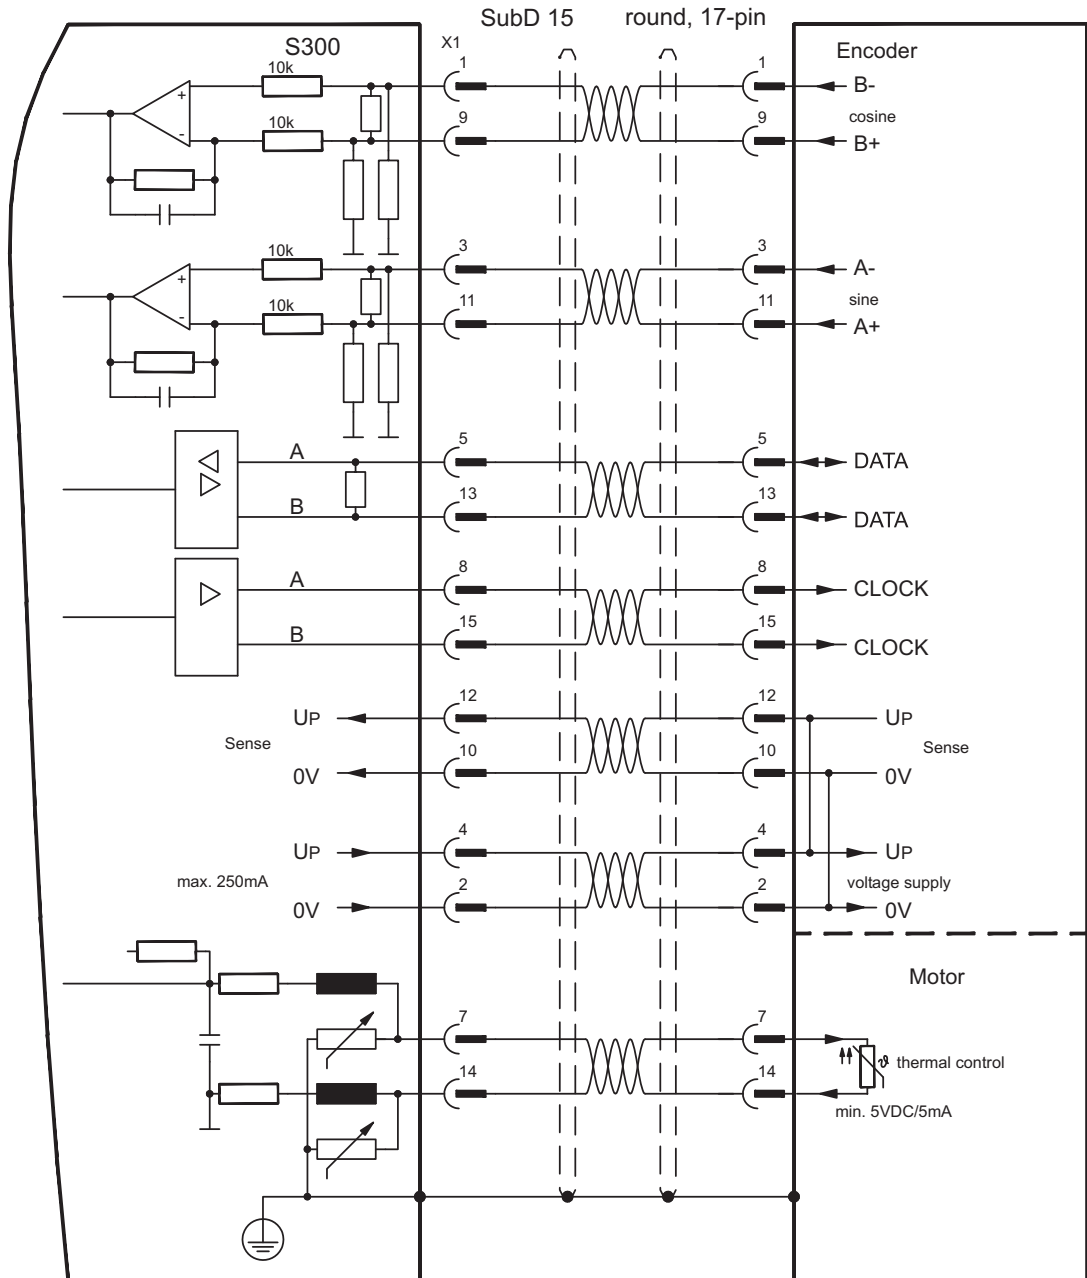 SubD 15 round, 17-pin
S300 X1 Encoder
10k 1 1 B-
cosine
10k 9 9 B+
+
-
10k 3 3 A-
sine
10k 11 11 A+
+
-
A 5 5 DATA
B 13 13 DATA
A 8 8 CLOCK
B 15 15 CLOCK
UP 12 12 UP
Sense Sense
0V 10 10 0V
UP 4 4 UP
max. 250mA voltage supply
0V 2 2 0V
Motor
7 7
ϑ thermal control
14 14
min. 5VDC/5mA